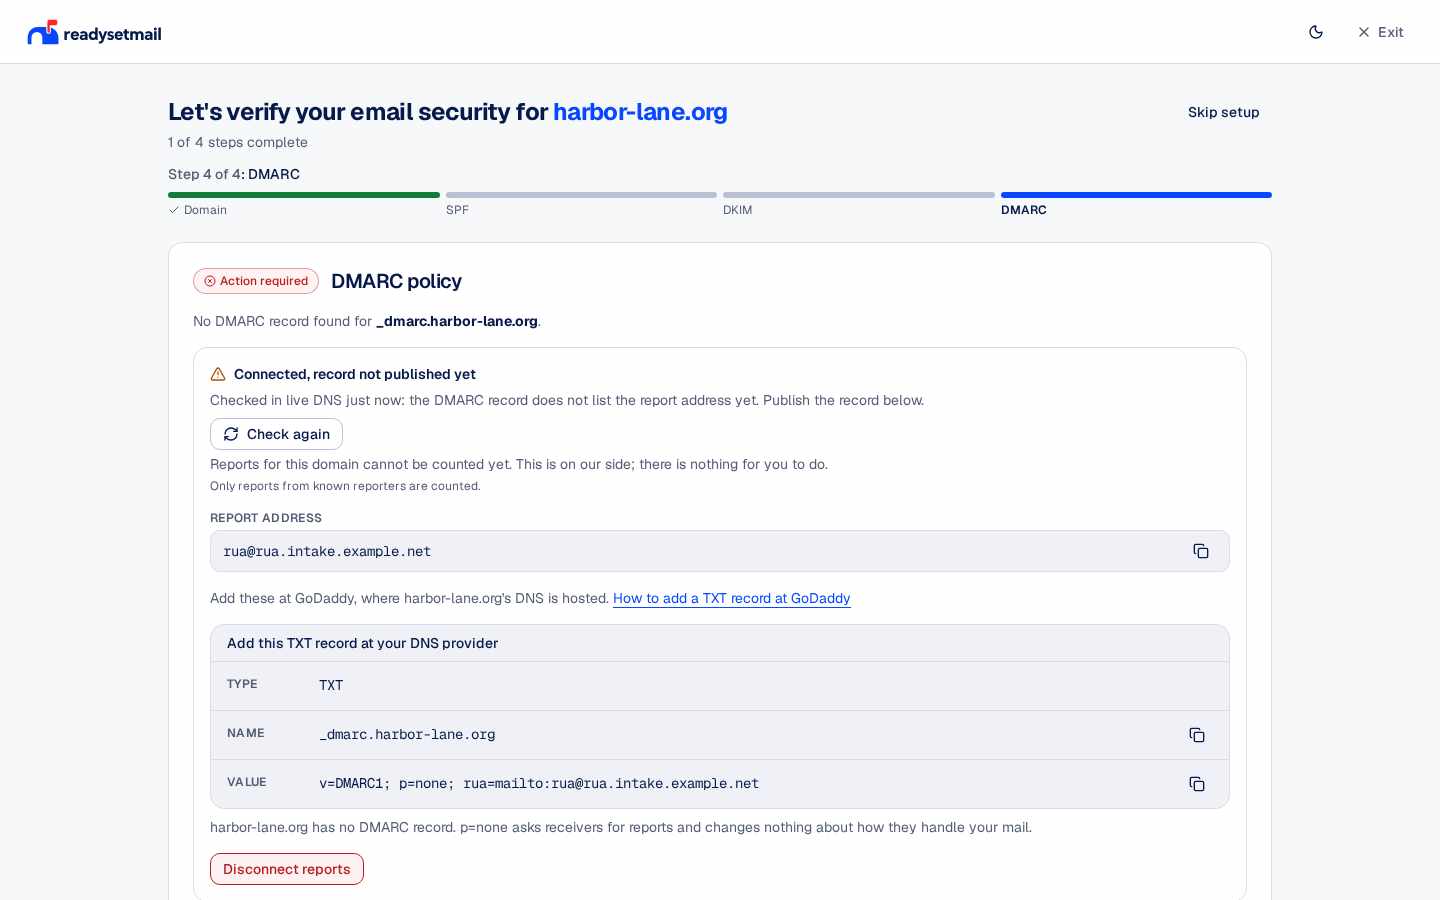 readysetmail
Exit
Let's verify your email security for harbor-lane.org
Skip setup
1 of 4 steps complete
Step 4 of 4: DMARC
Domain
SPF
DKIM
DMARC
Action required
DMARC policy
No DMARC record found for _dmarc.harbor-lane.org.
Connected, record not published yet
Checked in live DNS just now: the DMARC record does not list the report address yet. Publish the record below.
Check again
Reports for this domain cannot be counted yet. This is on our side; there is nothing for you to do.
Only reports from known reporters are counted.
REPORT ADDRESS
rua@rua.intake.example.net
Add these at GoDaddy, where harbor-lane.org's DNS is hosted. How to add a TXT record at GoDaddy
Add this TXT record at your DNS provider
TYPE TXT
NAME _dmarc.harbor-lane.org
VALUE v=DMARC1; p=none; rua=mailto:rua@rua.intake.example.net
harbor-lane.org has no DMARC record. p=none asks receivers for reports and changes nothing about how they handle your mail.
Disconnect reports